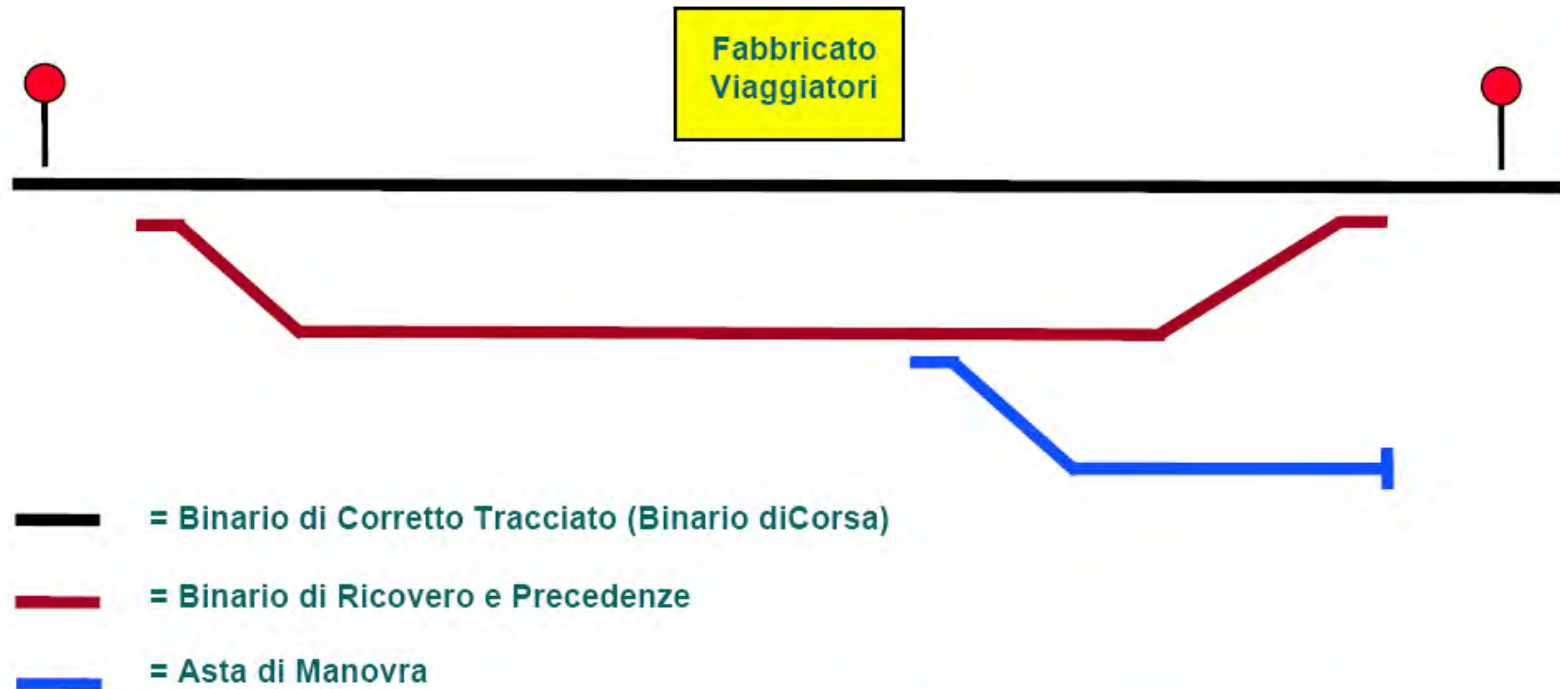 Fabbricato
Viaggiatori
= Binario di Corretto Tracciato (Binario diCorsa)
= Binario di Ricovero e Precedenze
= Asta di Manovra